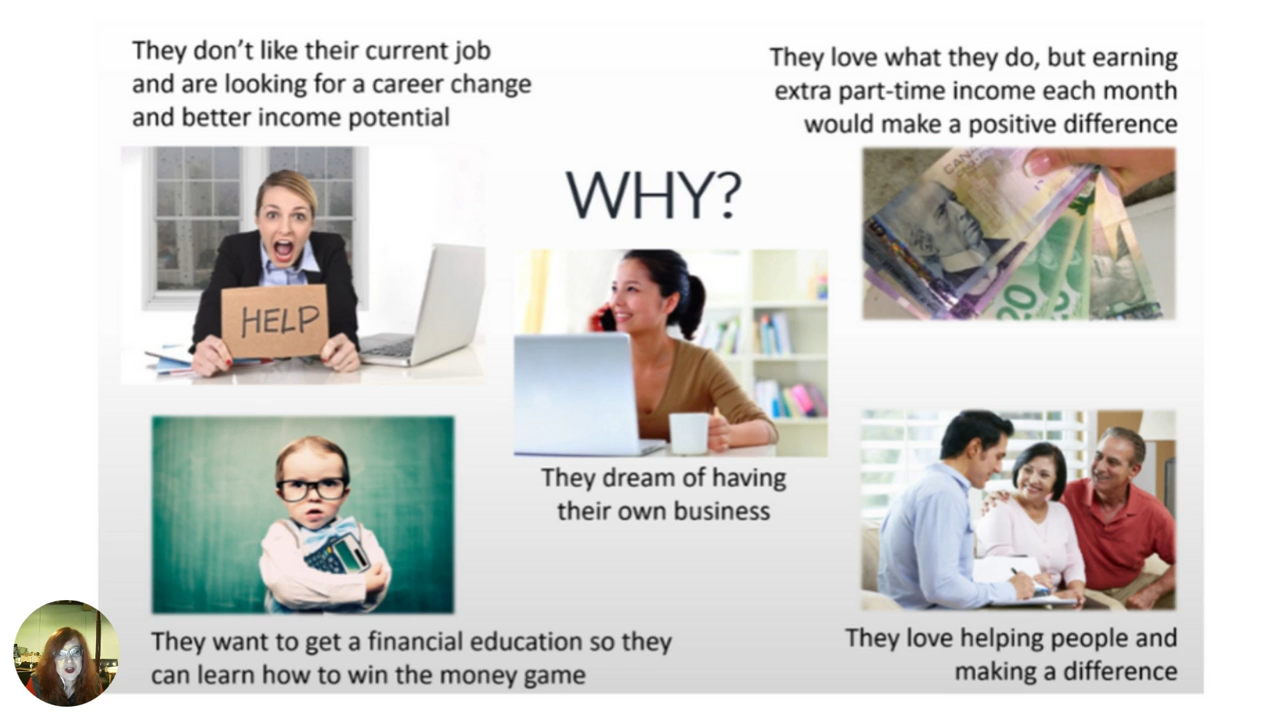 They don't like their current job
and are looking for a career change
and better income potential
They love what they do, but earning
extra part-time income each month
would make a positive difference
WHY?
HELP
They dream of having
their own business
They want to get a financial education so they
can learn how to win the money game
They love helping people and
making a difference